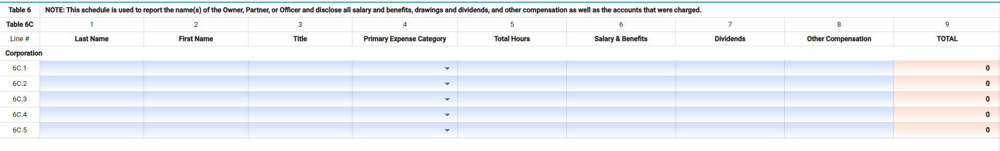 Table 6 NOTE: This schedule is used to report the name(s) of the Owner, Partner, or Officer and disclose all salary and benefits, drawings and dividends, and other compensation as well as the accounts that were charged.
Table 6C 1 2 3 4 5 6 7 8 9
Line # Last Name First Name Title Primary Expense Category Total Hours Salary & Benefits Dividends Other Compensation TOTAL
Corporation
6C.1 0
6C.2 0
6C.3 0
6C.4 0
6C.5 0